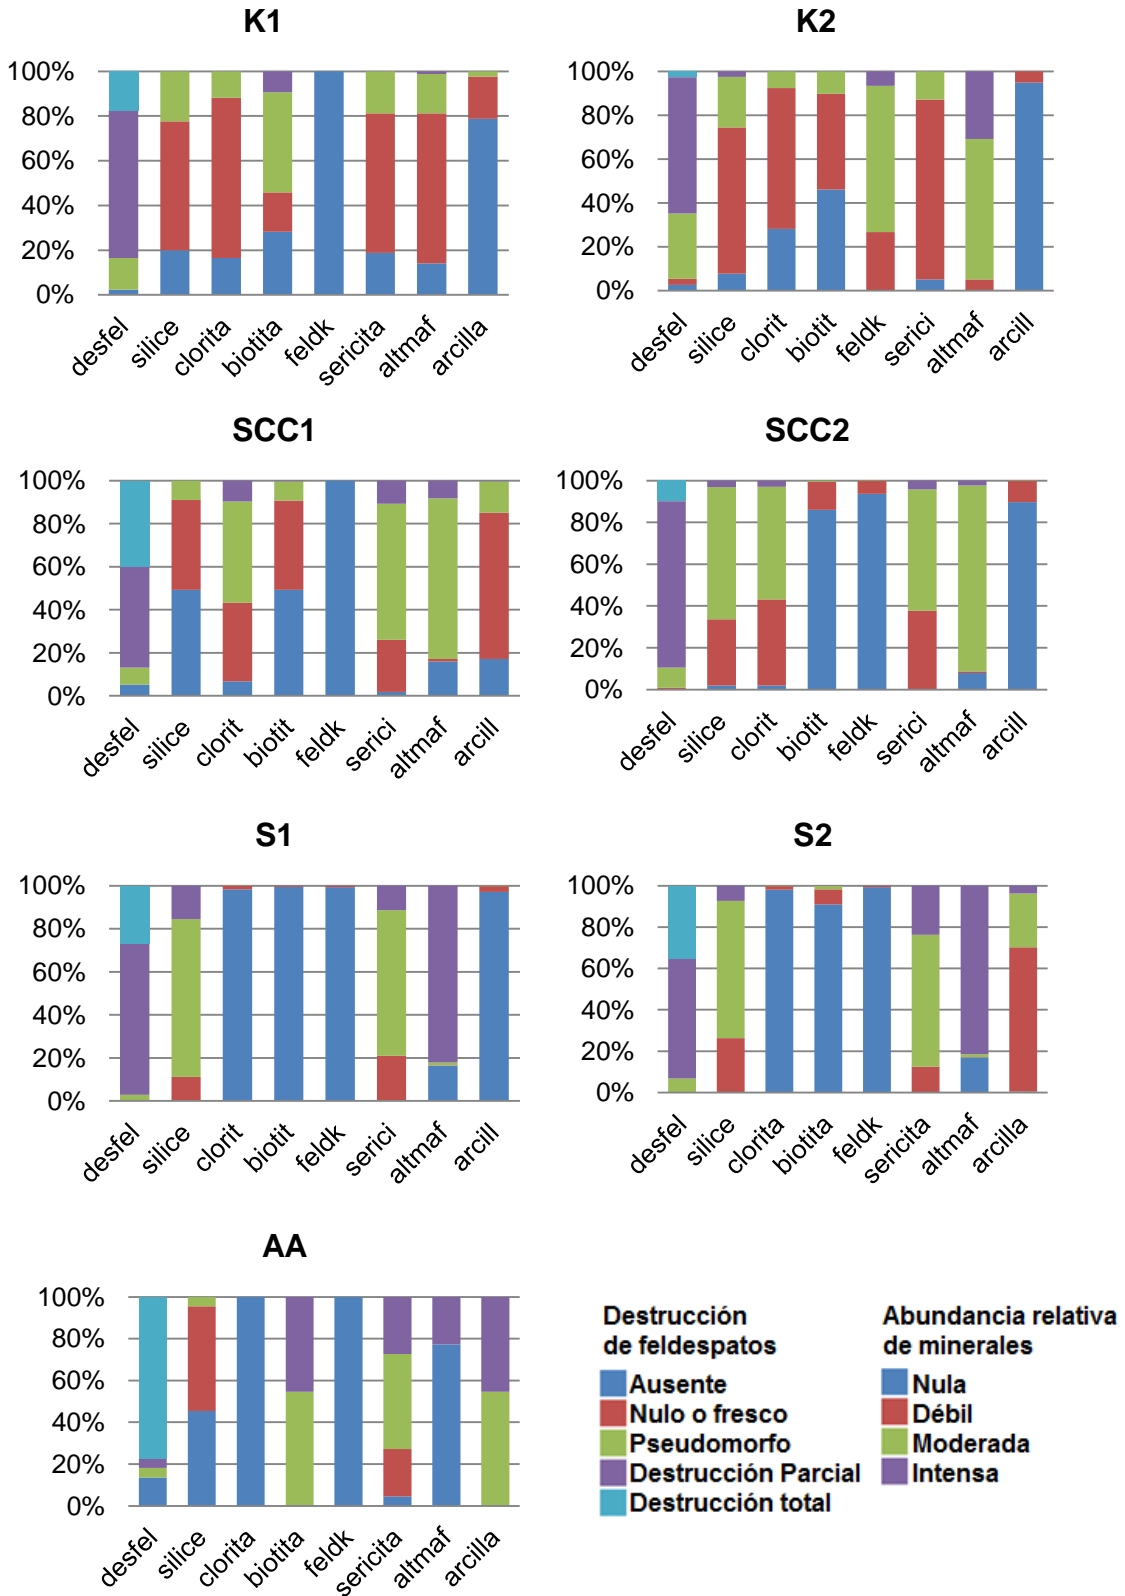 K1
100%
80%
60%
40%
20%
0%
desfel
silice
clorita
biotita
feldk
sericita
altmaf
arcilla
K2
100%
80%
60%
40%
20%
0%
desfel
silice
clorit
biotit
feldk
serici
altmaf
arcill
SCC1
100%
80%
60%
40%
20%
0%
desfel
silice
clorit
biotit
feldk
serici
altmaf
arcill
SCC2
100%
80%
60%
40%
20%
0%
desfel
silice
clorit
biotit
feldk
sericita
altmaf
arcill
S1
100%
80%
60%
40%
20%
0%
desfel
silice
clorit
biotit
feldk
serici
altmaf
arcill
S2
100%
80%
60%
40%
20%
0%
desfel
silice
clorita
biotita
feldk
sericita
altmaf
arcilla
AA
100%
80%
60%
40%
20%
0%
desfel
silice
clorita
biotita
feldk
sericita
altmaf
arcilla
Destrucción
de feldespatos
Ausente
Nulo o fresco
Pseudomorfo
Destrucción Parcial
Destrucción total
Abundancia relativa
de minerales
Nula
Débil
Moderada
Intensa